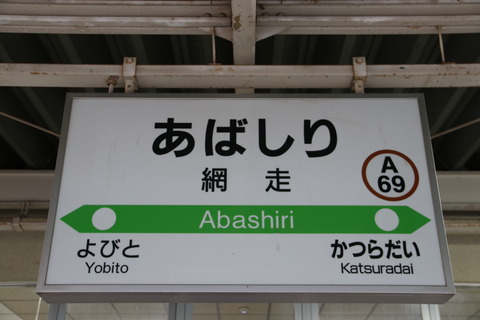 あばしり
網走
A
69
Abashiri
よびと
Yobito
かつらだい
Katsuradai